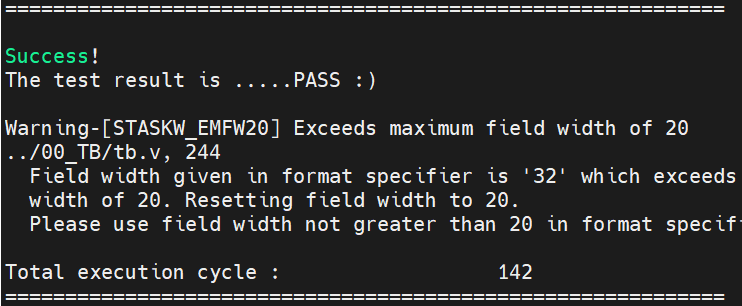 ============================================================
Success!
The test result is .....PASS :)
Warning-[STASKW_EMFW20] Exceeds maximum field width of 20
../00_TB/tb.v, 244
Field width given in format specifier is '32' which exceeds
width of 20. Resetting field width to 20.
Please use field width not greater than 20 in format specif
Total execution cycle :                  142
============================================================